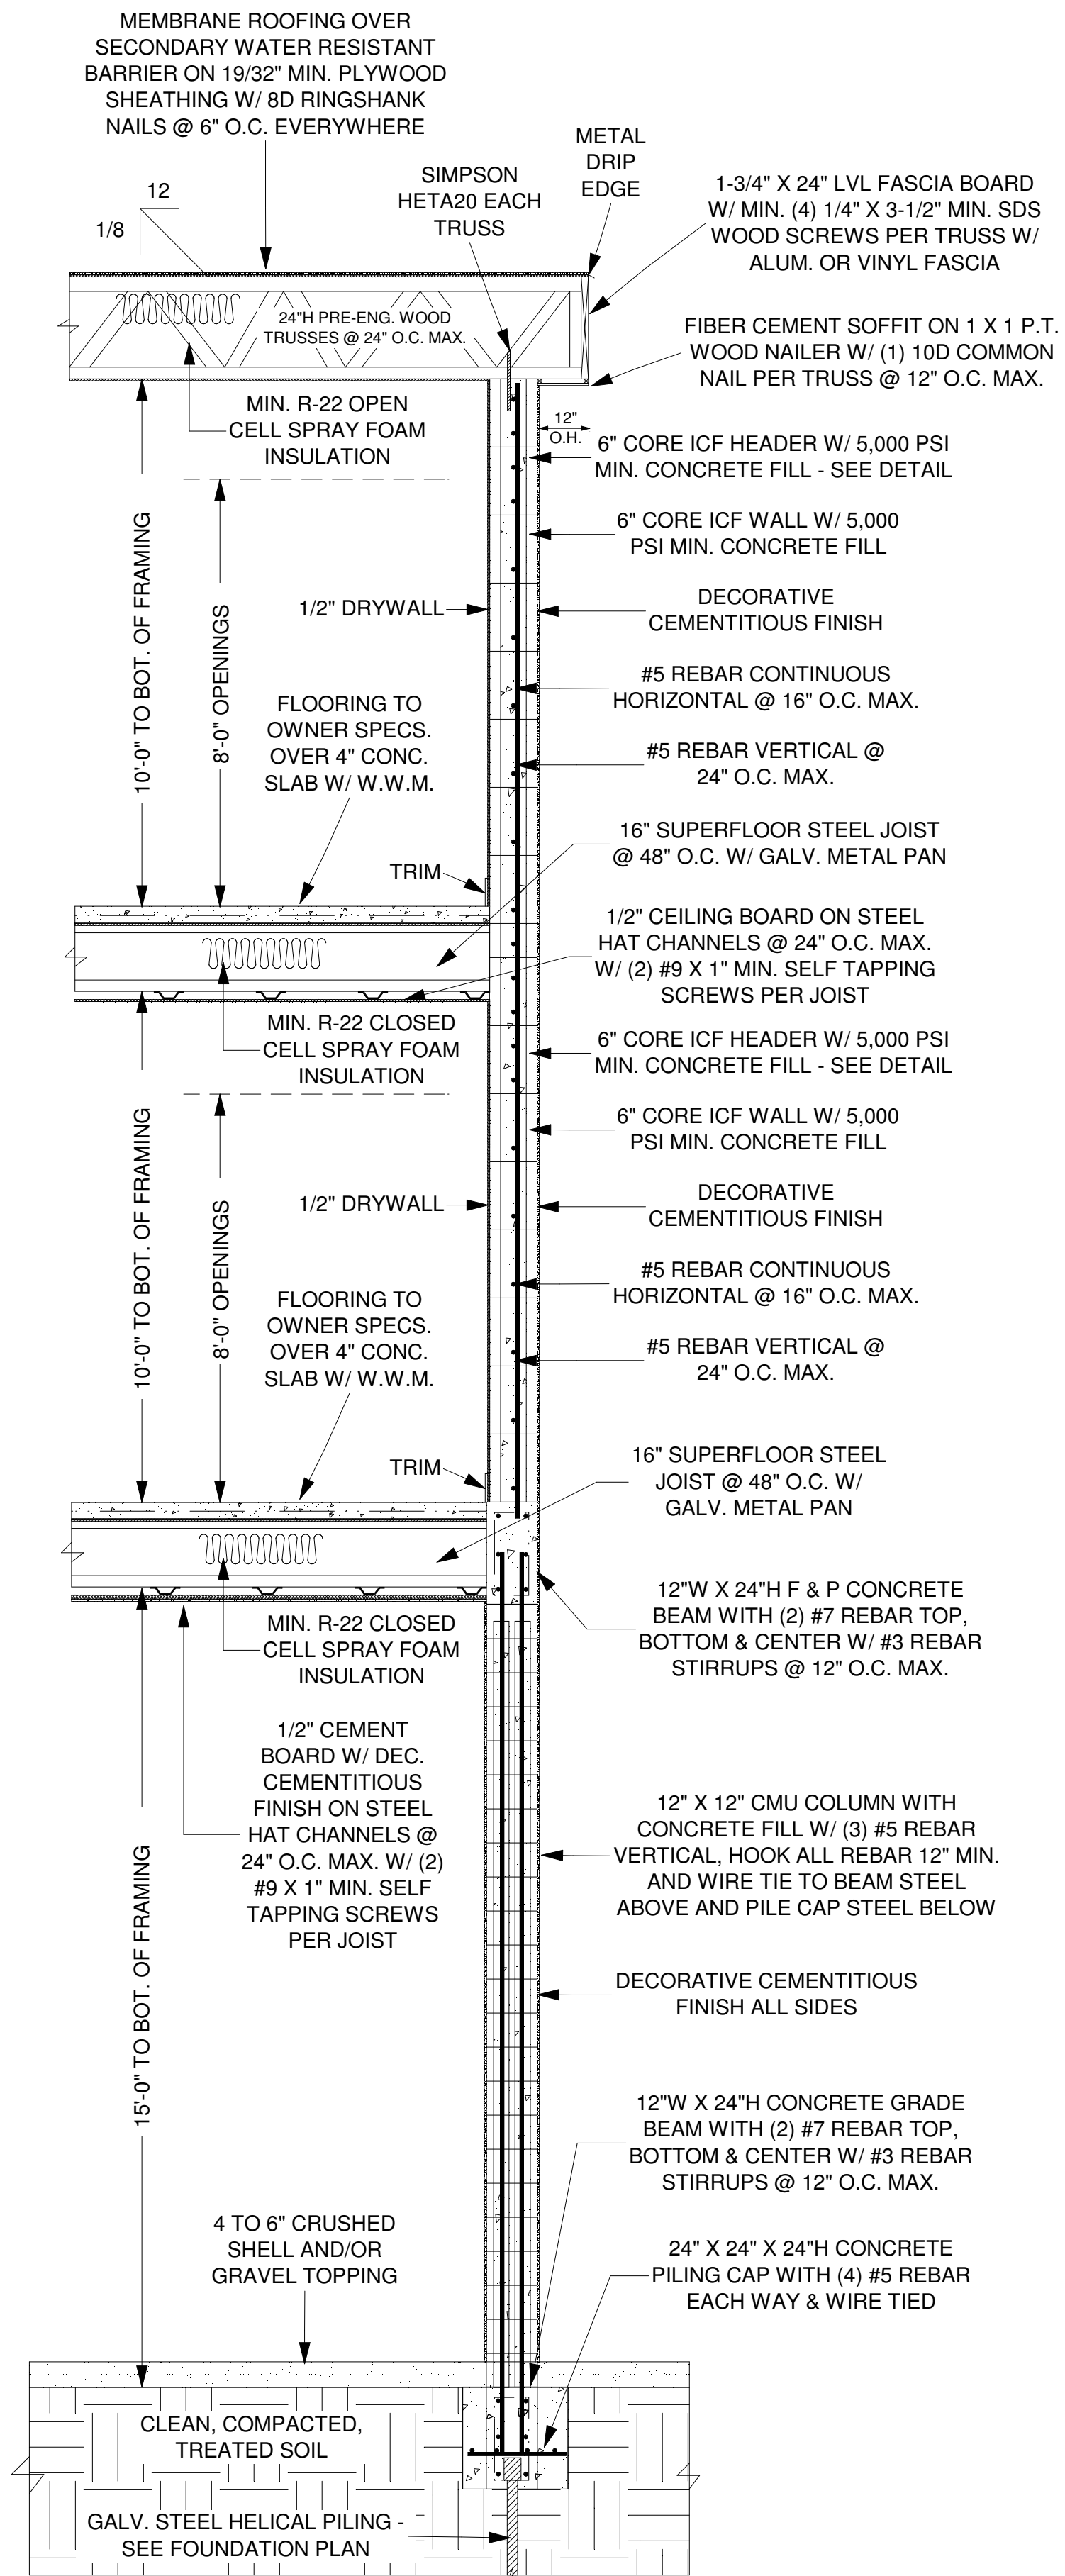 MEMBRANE ROOFING OVER
SECONDARY WATER RESISTANT
BARRIER ON 19/32" MIN. PLYWOOD
SHEATHING W/ 8D RINGSHANK
NAILS @ 6" O.C. EVERYWHERE
12
1/8
SIMPSON
HETA20 EACH
TRUSS
METAL
DRIP
EDGE
1-3/4" X 24" LVL FASCIA BOARD
W/ MIN. (4) 1/4" X 3-1/2" MIN. SDS
WOOD SCREWS PER TRUSS W/
ALUM. OR VINYL FASCIA
24"H PRE-ENG. WOOD
TRUSSES @ 24" O.C. MAX.
FIBER CEMENT SOFFIT ON 1 X 1 P.T.
WOOD NAILER W/ (1) 10D COMMON
NAIL PER TRUSS @ 12" O.C. MAX.
MIN. R-22 OPEN
CELL SPRAY FOAM
INSULATION
12"
O.H.
6" CORE ICF HEADER W/ 5,000 PSI
MIN. CONCRETE FILL - SEE DETAIL
10'-0" TO BOT. OF FRAMING
8'-0" OPENINGS
6" CORE ICF WALL W/ 5,000
PSI MIN. CONCRETE FILL
1/2" DRYWALL
DECORATIVE
CEMENTITIOUS FINISH
#5 REBAR CONTINUOUS
HORIZONTAL @ 16" O.C. MAX.
FLOORING TO
OWNER SPECS.
OVER 4" CONC.
SLAB W/ W.W.M.
#5 REBAR VERTICAL @
24" O.C. MAX.
TRIM
16" SUPERFLOOR STEEL JOIST
@ 48" O.C. W/ GALV. METAL PAN
1/2" CEILING BOARD ON STEEL
HAT CHANNELS @ 24" O.C. MAX.
W/ (2) #9 X 1" MIN. SELF TAPPING
SCREWS PER JOIST
MIN. R-22 CLOSED
CELL SPRAY FOAM
INSULATION
6" CORE ICF HEADER W/ 5,000 PSI
MIN. CONCRETE FILL - SEE DETAIL
10'-0" TO BOT. OF FRAMING
8'-0" OPENINGS
6" CORE ICF WALL W/ 5,000
PSI MIN. CONCRETE FILL
1/2" DRYWALL
DECORATIVE
CEMENTITIOUS FINISH
#5 REBAR CONTINUOUS
HORIZONTAL @ 16" O.C. MAX.
FLOORING TO
OWNER SPECS.
OVER 4" CONC.
SLAB W/ W.W.M.
#5 REBAR VERTICAL @
24" O.C. MAX.
TRIM
16" SUPERFLOOR STEEL
JOIST @ 48" O.C. W/
GALV. METAL PAN
12"W X 24"H F & P CONCRETE
BEAM WITH (2) #7 REBAR TOP,
BOTTOM & CENTER W/ #3 REBAR
STIRRUPS @ 12" O.C. MAX.
MIN. R-22 CLOSED
CELL SPRAY FOAM
INSULATION
1/2" CEMENT
BOARD W/ DEC.
CEMENTITIOUS
FINISH ON STEEL
HAT CHANNELS @
24" O.C. MAX. W/ (2)
#9 X 1" MIN. SELF
TAPPING SCREWS
PER JOIST
15'-0" TO BOT. OF FRAMING
12" X 12" CMU COLUMN WITH
CONCRETE FILL W/ (3) #5 REBAR
VERTICAL, HOOK ALL REBAR 12" MIN.
AND WIRE TIE TO BEAM STEEL
ABOVE AND PILE CAP STEEL BELOW
DECORATIVE CEMENTITIOUS
FINISH ALL SIDES
12"W X 24"H CONCRETE GRADE
BEAM WITH (2) #7 REBAR TOP,
BOTTOM & CENTER W/ #3 REBAR
STIRRUPS @ 12" O.C. MAX.
4 TO 6" CRUSHED
SHELL AND/OR
GRAVEL TOPPING
24" X 24" X 24"H CONCRETE
PILING CAP WITH (4) #5 REBAR
EACH WAY & WIRE TIED
CLEAN, COMPACTED,
TREATED SOIL
GALV. STEEL HELICAL PILING -
SEE FOUNDATION PLAN